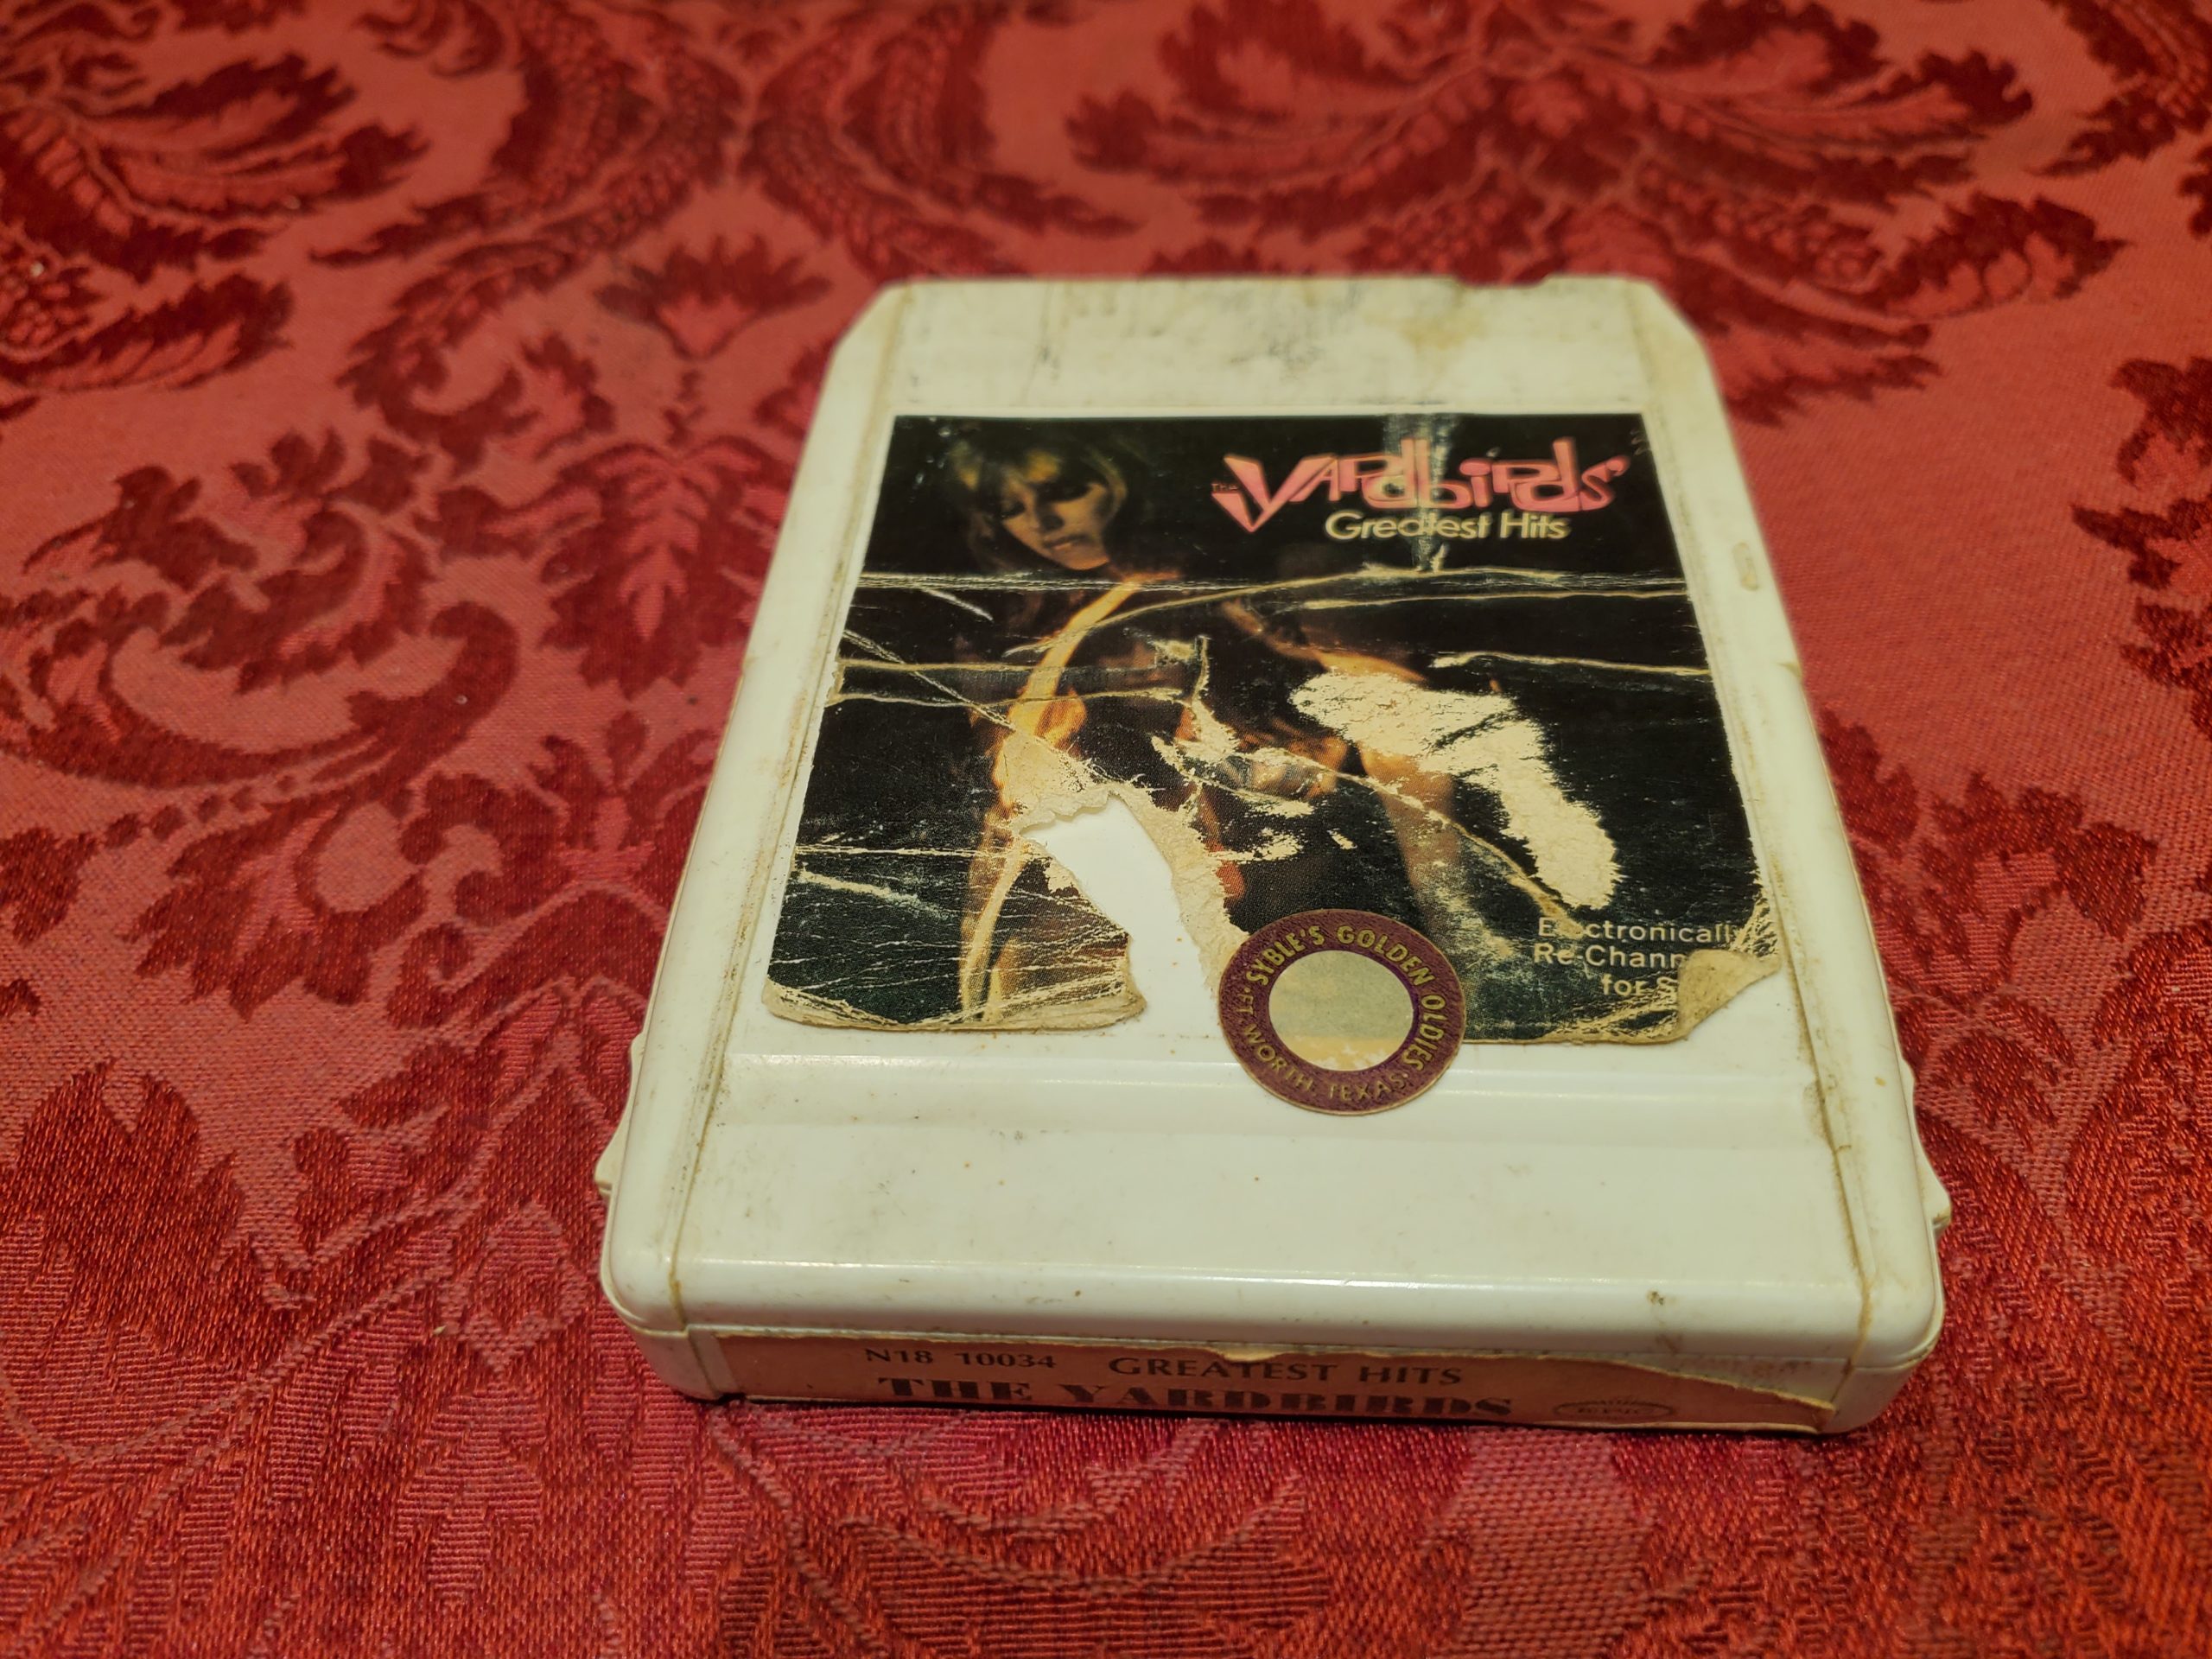 The Yardbirds'
Greatest Hits
Electronically
Re-Chann
for S
SYBLE'S GOLDEN OLDIES
FT. WORTH, TEXAS
N18 10034 GREATEST HITS
THE YARDBIRDS